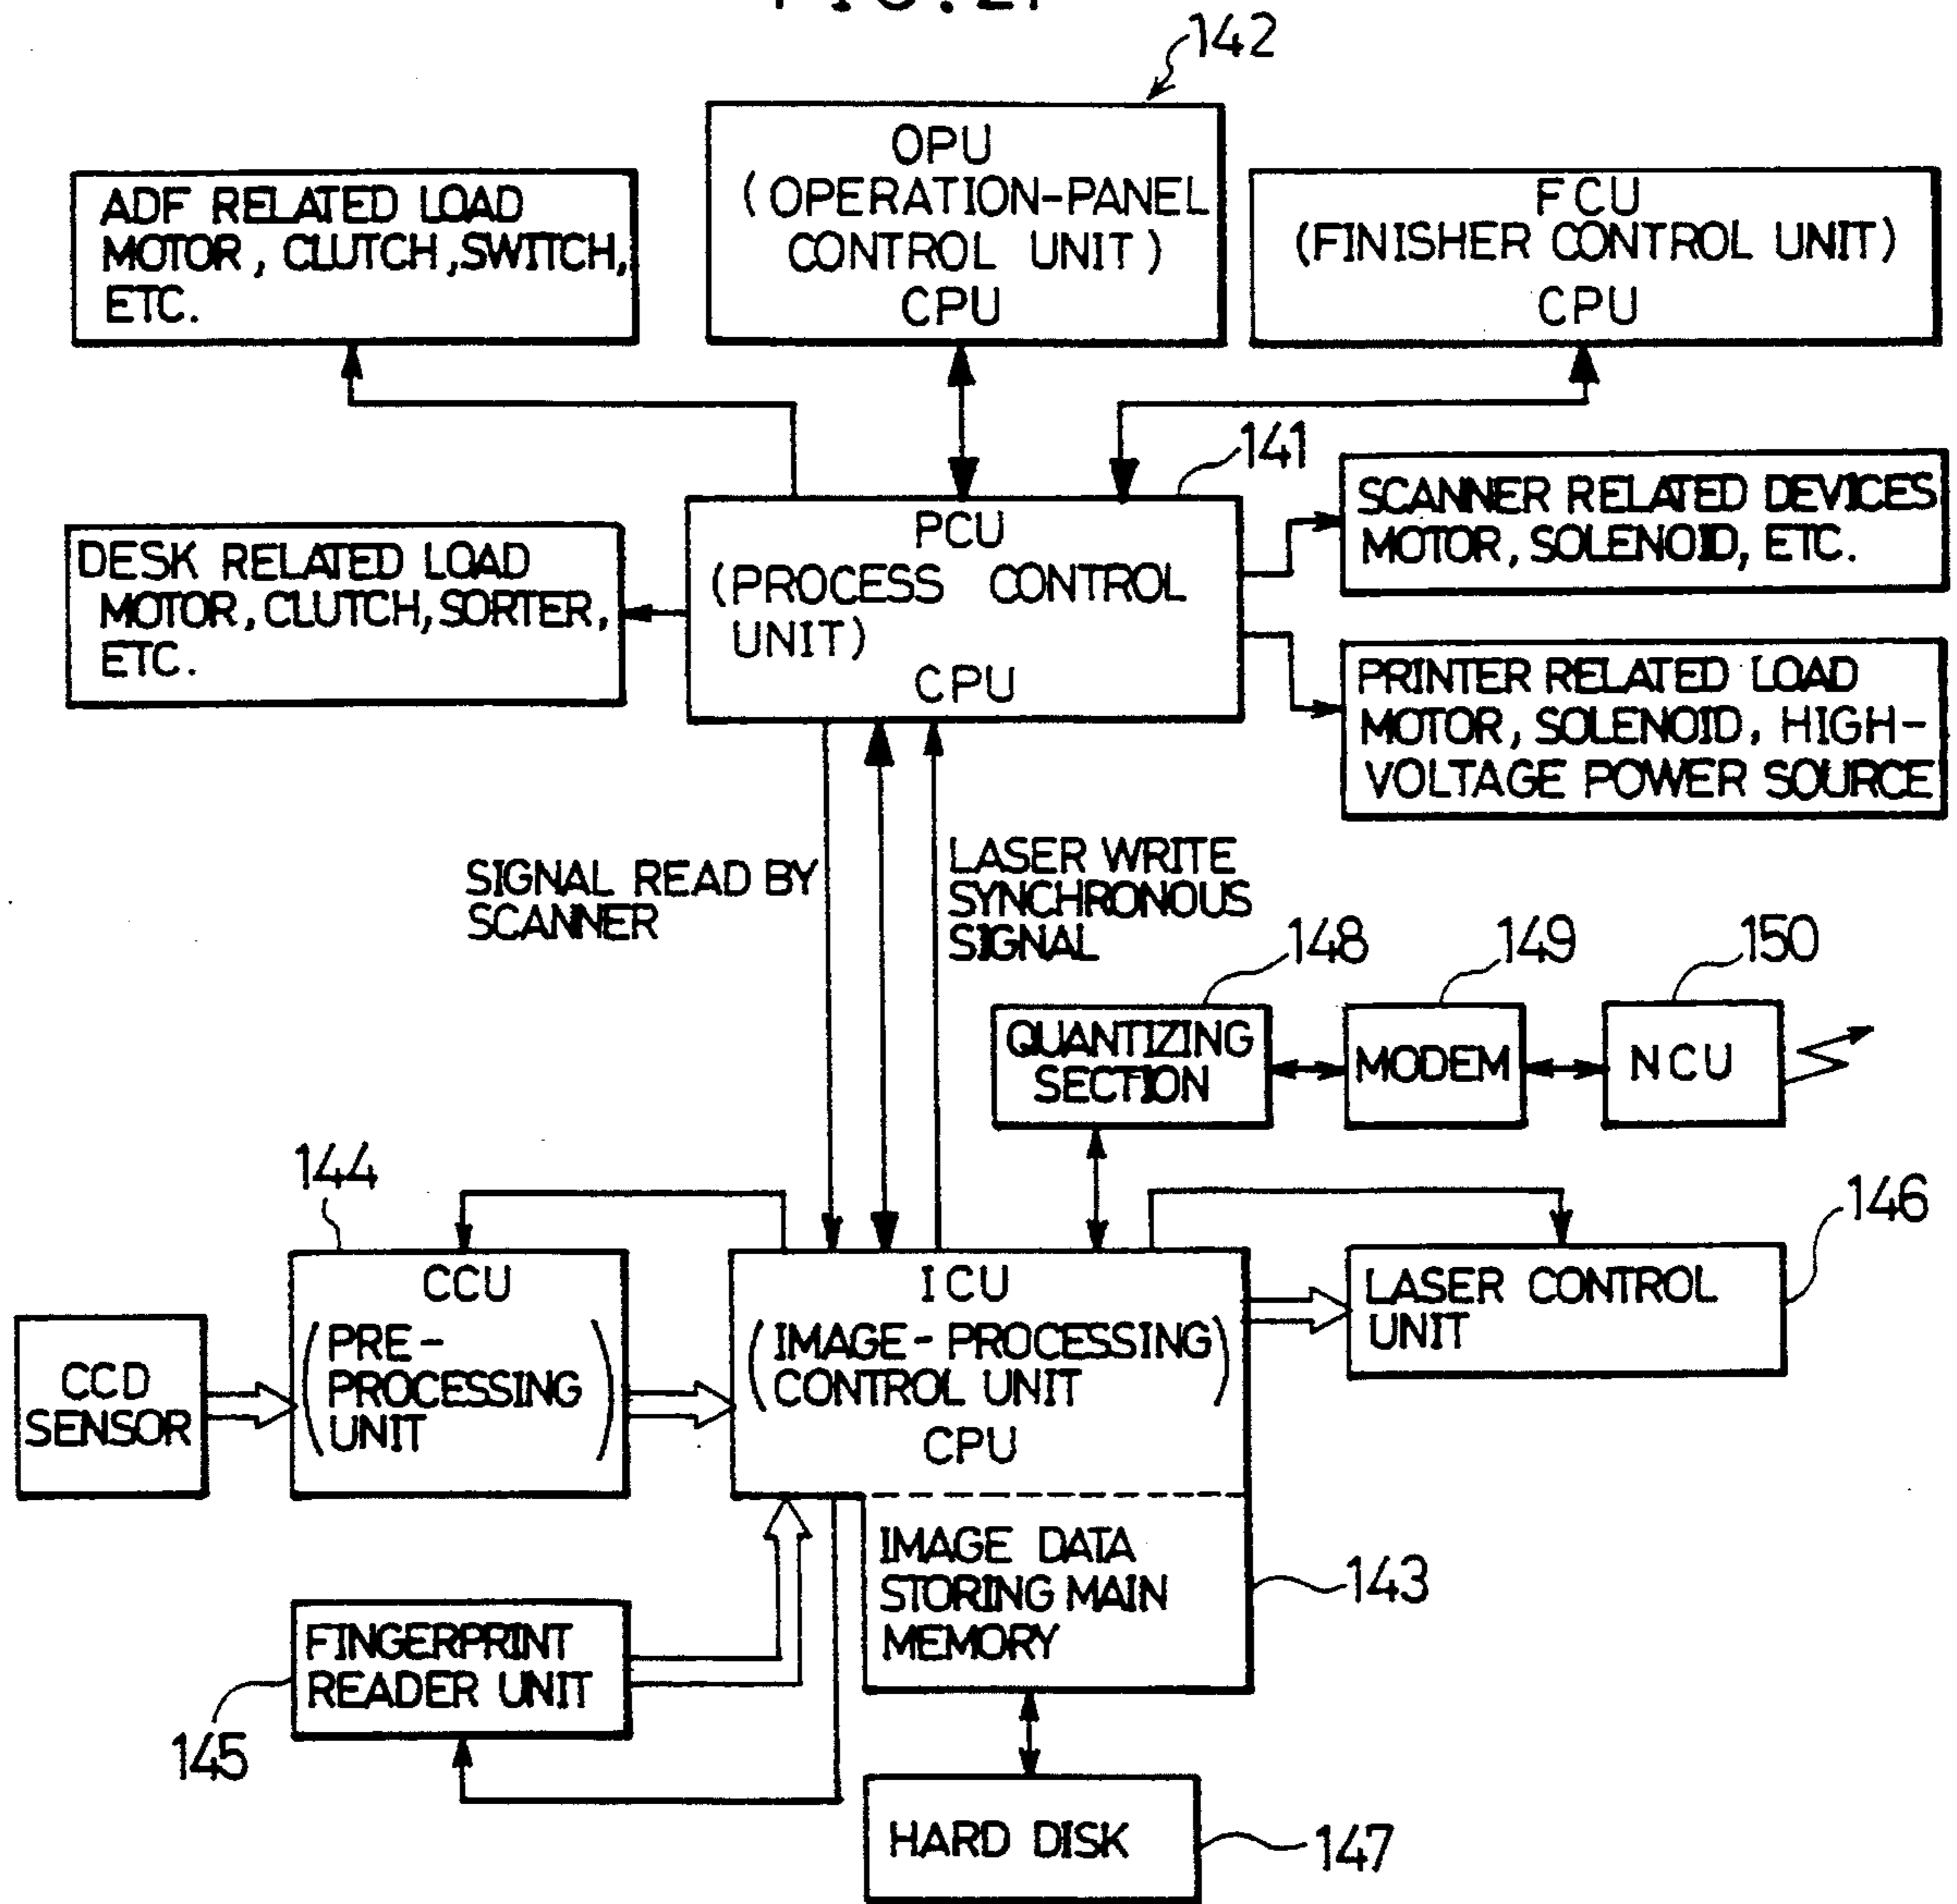 142
OPU
(OPERATION-PANEL
CONTROL UNIT)
CPU
ADF RELATED LOAD
MOTOR, CLUTCH, SWITCH,
ETC.
FCU
(FINISHER CONTROL UNIT)
CPU
141
PCU
(PROCESS CONTROL
UNIT)
CPU
SCANNER RELATED DEVICES
MOTOR, SOLENOID, ETC.
DESK RELATED LOAD
MOTOR, CLUTCH, SORTER,
ETC.
PRINTER RELATED LOAD
MOTOR, SOLENOID, HIGH-
VOLTAGE POWER SOURCE
SIGNAL READ BY
SCANNER
LASER WRITE
SYNCHRONOUS
SIGNAL
148
149
150
QUANTIZING
SECTION
MODEM
NCU
144
146
CCU
(PRE-
PROCESSING
UNIT)
ICU
(IMAGE-PROCESSING
CONTROL UNIT)
CPU
LASER CONTROL
UNIT
CCD
SENSOR
IMAGE DATA
STORING MAIN
MEMORY
143
FINGERPRINT
READER UNIT
145
HARD DISK
147